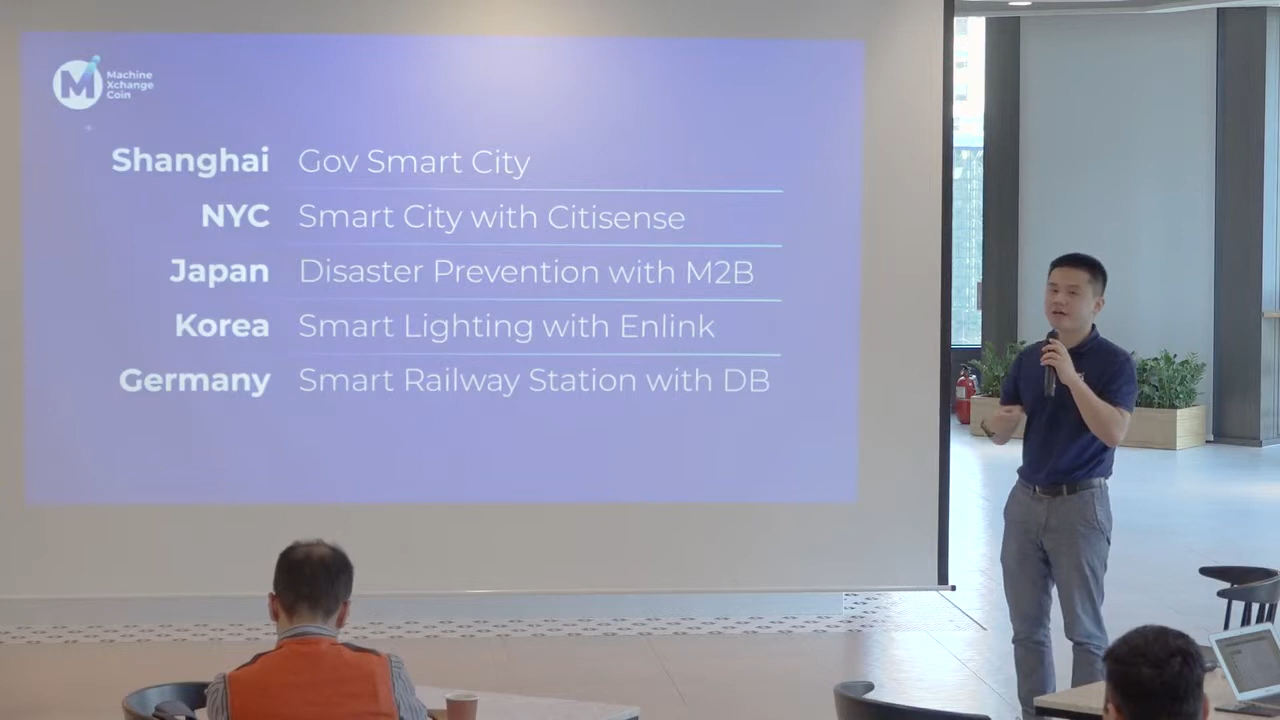 M
Machine
Xchange
Coin
Shanghai Gov Smart City
NYC Smart City with Citisense
Japan Disaster Prevention with M2B
Korea Smart Lighting with Enlink
Germany Smart Railway Station with DB